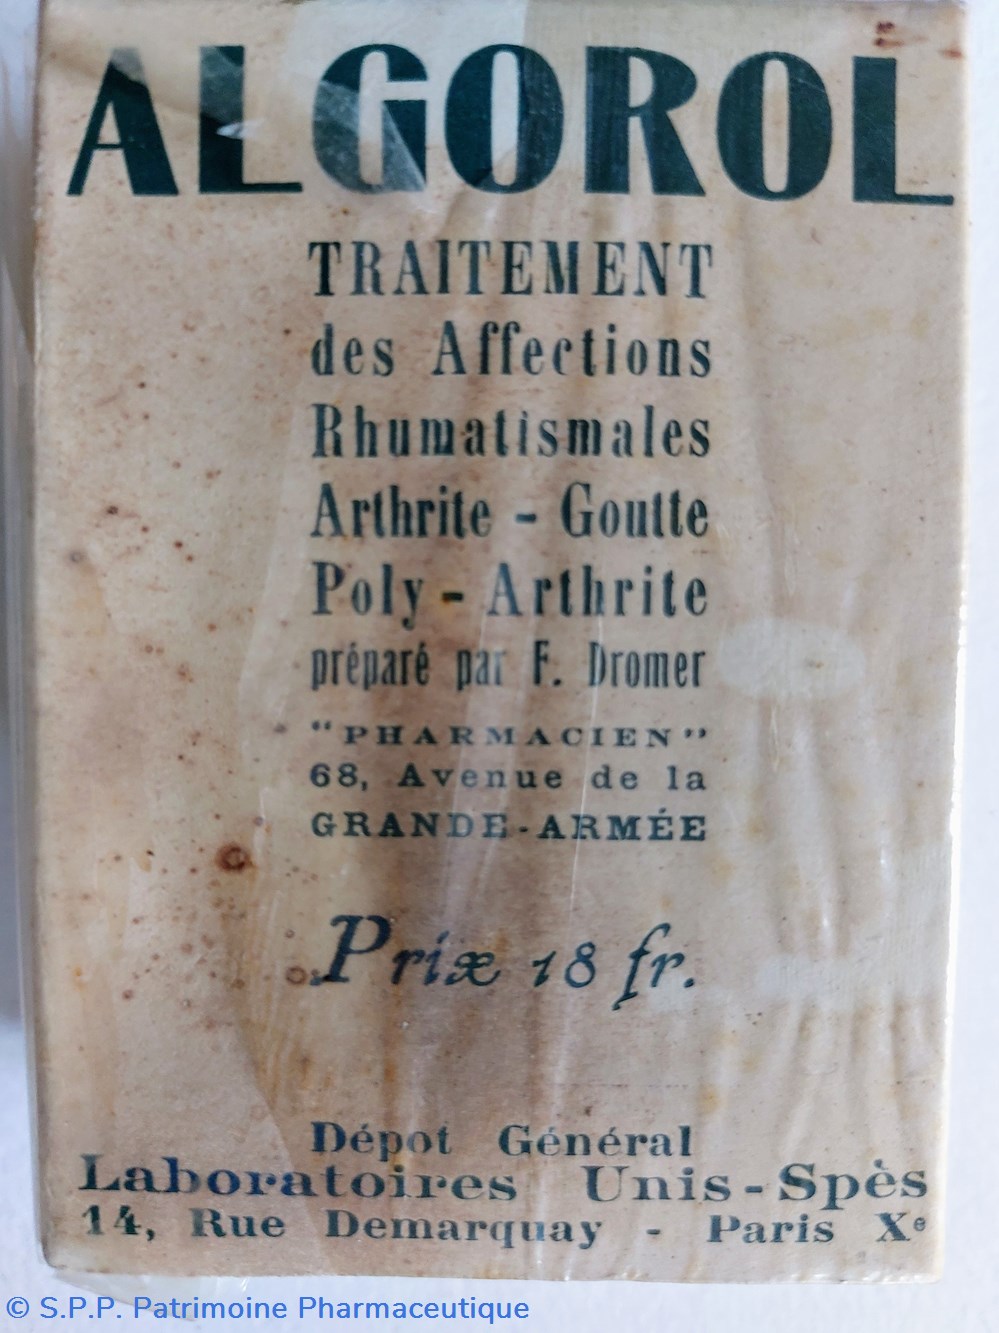 ALGOROL
TRAITEMENT
des Affections
Rhumatismales
Arthrite - Goutte
Poly - Arthrite
préparé par F. Dromer
“PHARMACIEN”
68, Avenue de la
GRANDE-ARMÉE
Prix 18 fr.
Dépot Général
Laboratoires Unis-Spès
14, Rue Demarquay - Paris Xe
© S.P.P. Patrimoine Pharmaceutique